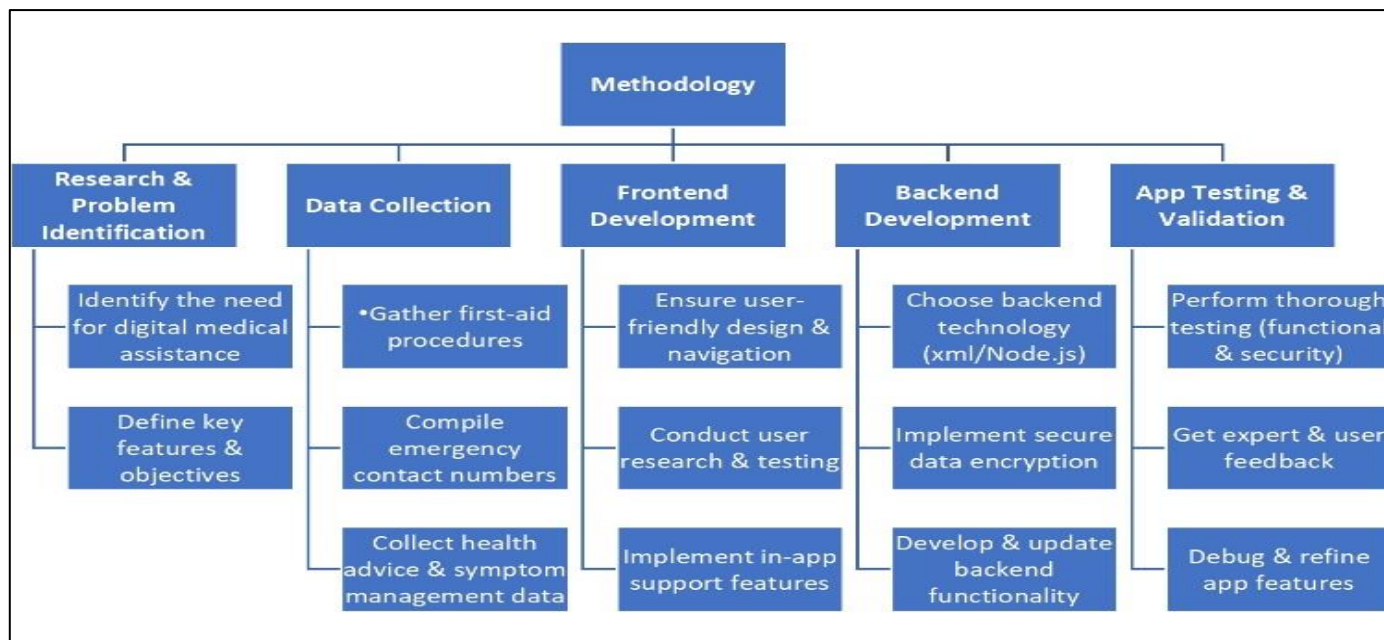 Methodology
Research &
Problem
Identification
Identify the need
for digital medical
assistance
Define key
features &
objectives
Data Collection
•Gather first-aid
procedures
Compile
emergency
contact numbers
Collect health
advice & symptom
management data
Frontend
Development
Ensure user-
friendly design &
navigation
Conduct user
research & testing
Implement in-app
support features
Backend
Development
Choose backend
technology
(xml/Node.js)
Implement secure
data encryption
Develop & update
backend
functionality
App Testing &
Validation
Perform thorough
testing (functional
& security)
Get expert & user
feedback
Debug & refine
app features